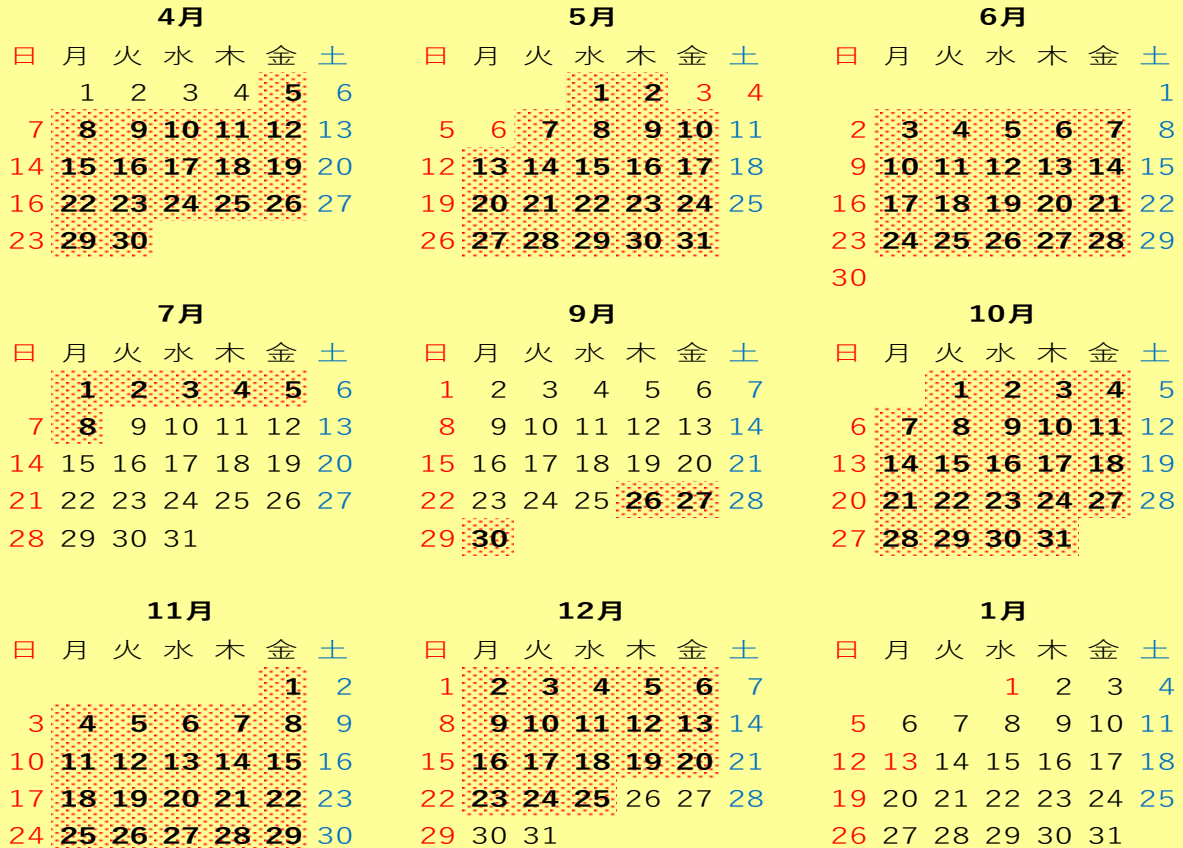 4月 5月 6月
日 月 火 水 木 金 土 日 月 火 水 木 金 土 日 月 火 水 木 金 土
1 2 3 4 5 6 1 2 3 4 1
7 8 9 10 11 12 13 5 6 7 8 9 10 11 2 3 4 5 6 7 8
14 15 16 17 18 19 20 12 13 14 15 16 17 18 9 10 11 12 13 14 15
16 22 23 24 25 26 27 19 20 21 22 23 24 25 16 17 18 19 20 21 22
23 29 30 26 27 28 29 30 31 23 24 25 26 27 28 29
30
7月 9月 10月
日 月 火 水 木 金 土 日 月 火 水 木 金 土 日 月 火 水 木 金 土
1 2 3 4 5 6 1 2 3 4 5 6 7 1 2 3 4 5
7 8 9 10 11 12 13 8 9 10 11 12 13 14 6 7 8 9 10 11 12
14 15 16 17 18 19 20 15 16 17 18 19 20 21 13 14 15 16 17 18 19
21 22 23 24 25 26 27 22 23 24 25 26 27 28 20 21 22 23 24 27 28
28 29 30 31 29 30 27 28 29 30 31
11月 12月 1月
日 月 火 水 木 金 土 日 月 火 水 木 金 土 日 月 火 水 木 金 土
1 2 1 2 3 4 5 6 7 1 2 3 4
3 4 5 6 7 8 9 8 9 10 11 12 13 14 5 6 7 8 9 10 11
10 11 12 13 14 15 16 15 16 17 18 19 20 21 12 13 14 15 16 17 18
17 18 19 20 21 22 23 22 23 24 25 26 27 28 19 20 21 22 23 24 25
24 25 26 27 28 29 30 29 30 31 26 27 28 29 30 31